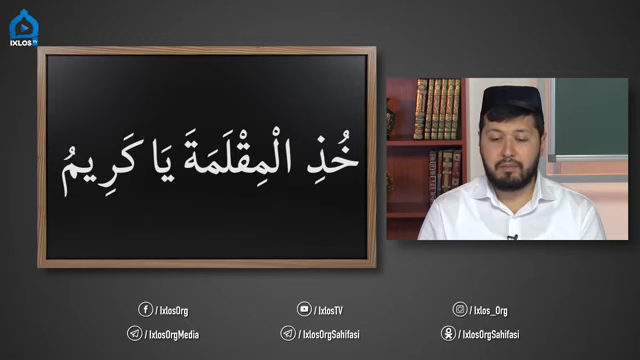 IXLOS TV
خُذِ الْمِقْلَمَةَ يَا كَرِيمُ
/ IxlosOrg
/ IxlosTV
/ Ixlos_Org
/ IxlosOrgMedia
/ IxlosOrgSahifasi
/ IxlosOrgSahifasi